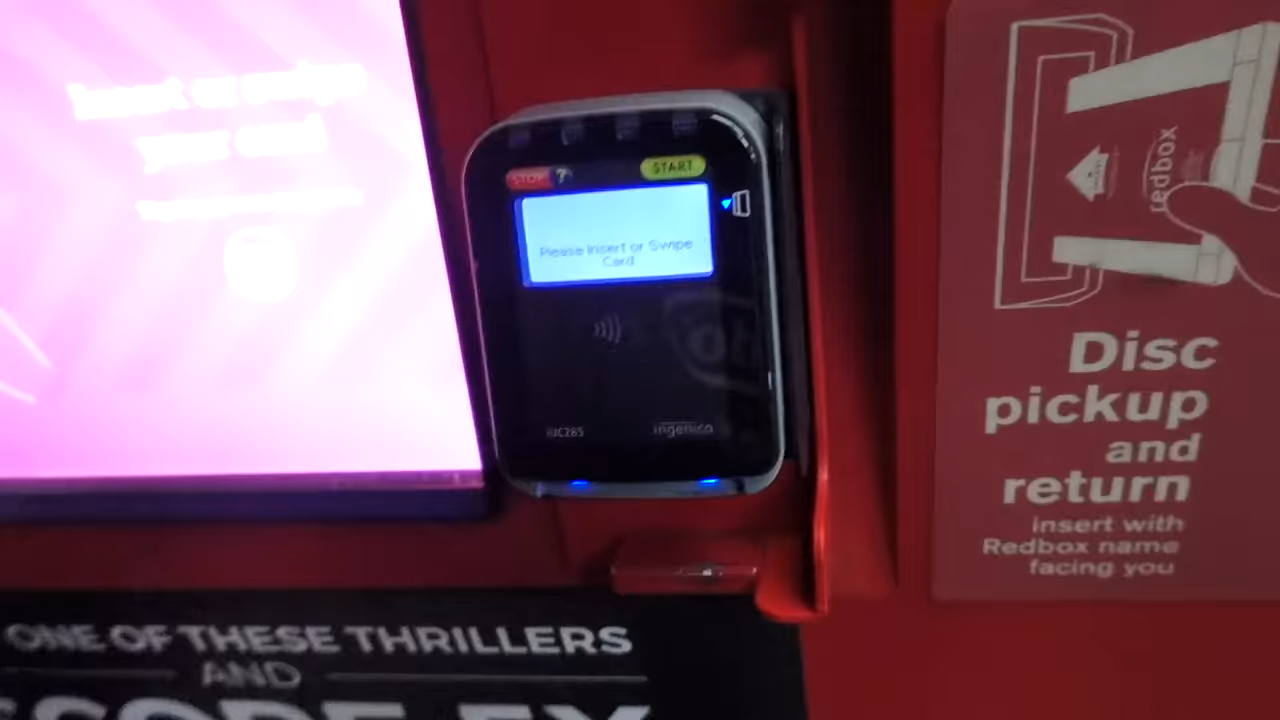 Insert or swipe
your card
STOP ?
START
Please Insert or Swipe
Card
iUC285
ingenico
redbox
Disc
pickup
and
return
insert with
Redbox name
facing you
ONE OF THESE THRILLERS
AND